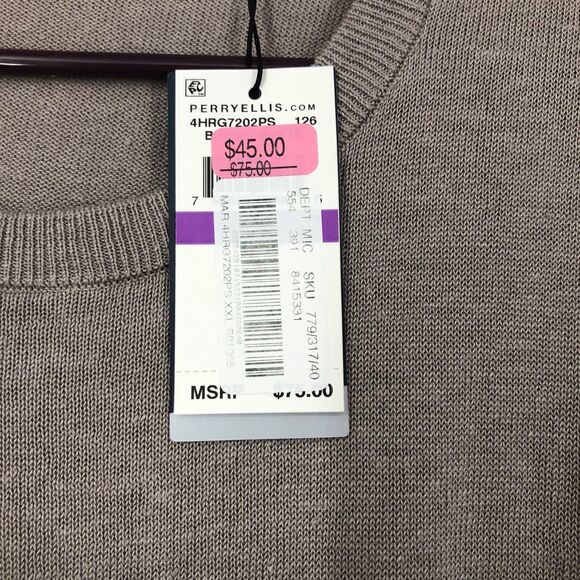 PERRYELLIS.COM
4HRG7202PS 126
$45.00
$75.00
7
DEPT MIC SKU 779/317/40
554 391 8415331
MAR 4HRG7202PS XXL
MSRP $75.00